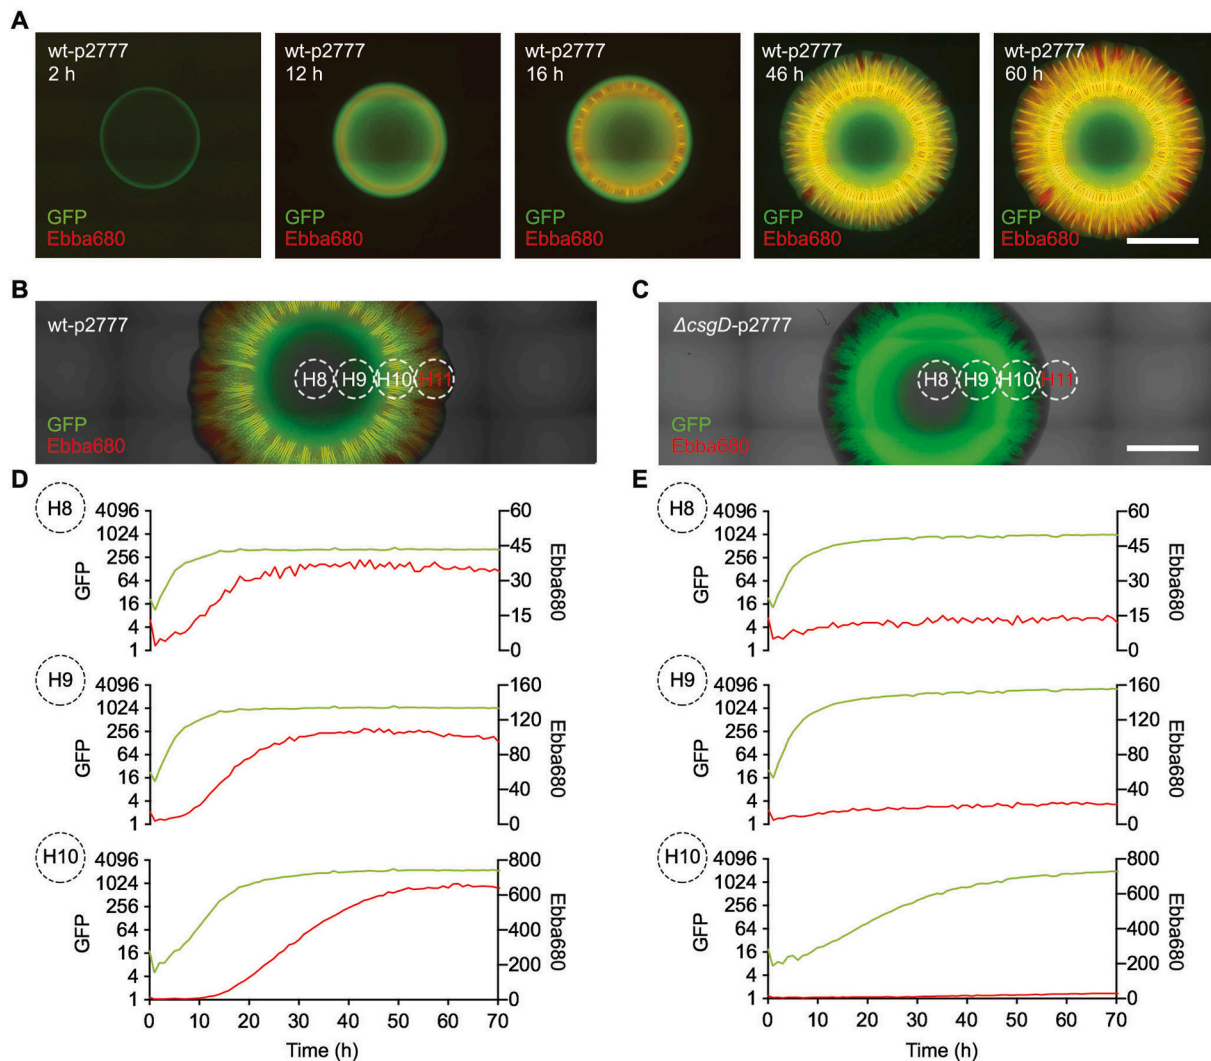 A
wt-p2777
2 h
GFP
Ebba680
wt-p2777
12 h
GFP
Ebba680
wt-p2777
16 h
GFP
Ebba680
wt-p2777
46 h
GFP
Ebba680
wt-p2777
60 h
GFP
Ebba680
B
wt-p2777
H8 H9 H10 H11
GFP
Ebba680
C
ΔcsgD-p2777
H8 H9 H10 H11
GFP
Ebba680
D
H8
4096
1024
256
64
16
4
1
GFP
60
45
30
15
0
Ebba680
H9
4096
1024
256
64
16
4
1
GFP
160
120
80
40
0
Ebba680
H10
4096
1024
256
64
16
4
1
GFP
800
600
400
200
0
Ebba680
0 10 20 30 40 50 60 70
Time (h)
E
H8
4096
1024
256
64
16
4
1
GFP
60
45
30
15
0
Ebba680
H9
4096
1024
256
64
16
4
1
GFP
160
120
80
40
0
Ebba680
H10
4096
1024
256
64
16
4
1
GFP
800
600
400
200
0
Ebba680
0 10 20 30 40 50 60 70
Time (h)